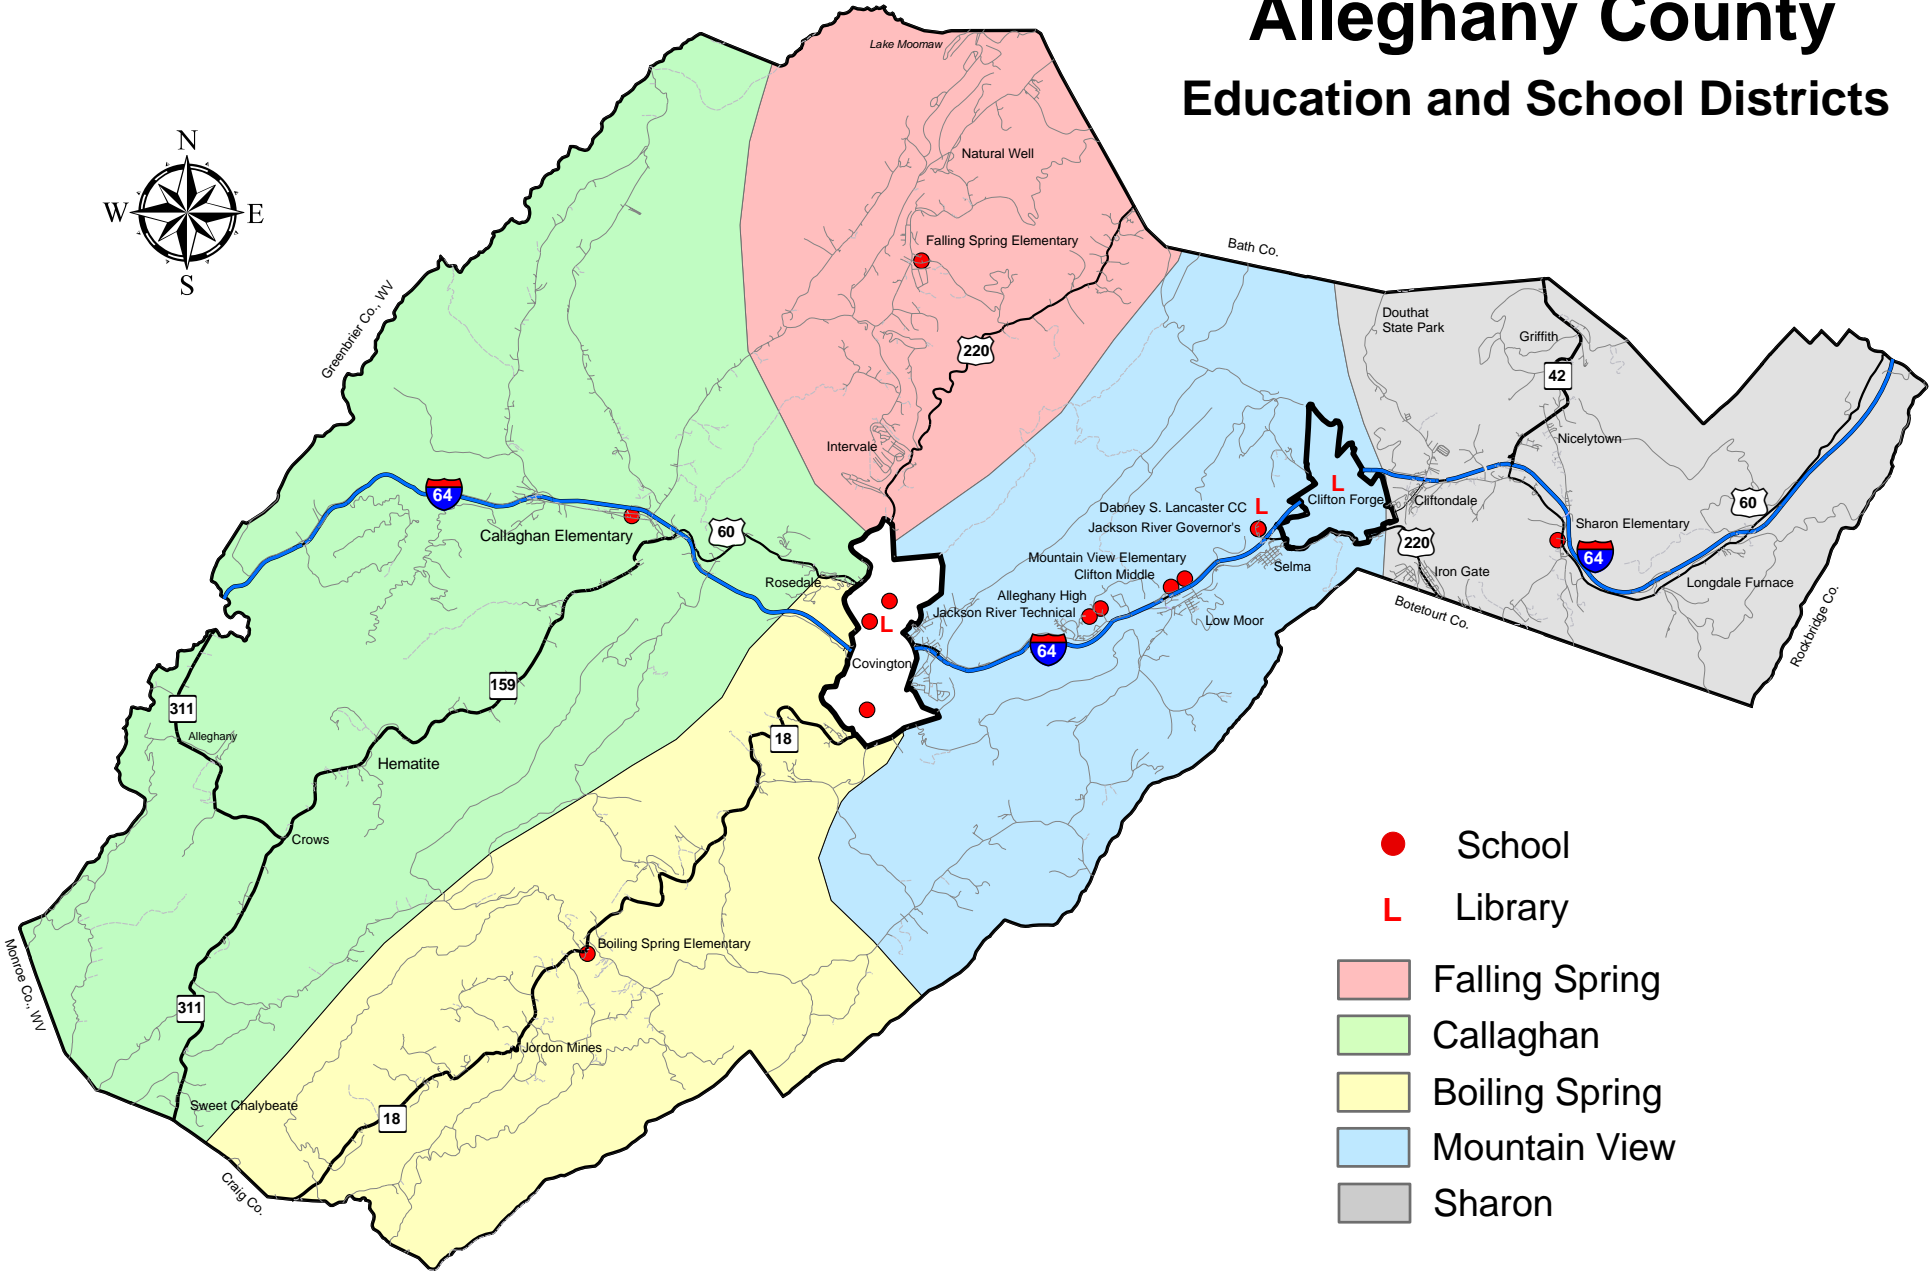 Alleghany County
Education and School Districts
Lake Moomaw
N
W
E
S
Natural Well
Falling Spring Elementary
Bath Co.
Greenbrier Co., WV
Douthat
State Park
Griffith
220
42
Intervale
Nicelytown
64
L
Clifton Forge
Cliftondale
60
Dabney S. Lancaster CC
L
Jackson River Governor's
Sharon Elementary
Callaghan Elementary
60
220
64
Mountain View Elementary
Selma
Iron Gate
Clifton Middle
Rosedale
Longdale Furnace
Alleghany High
Jackson River Technical
L
Low Moor
Botetourt Co.
Rockbridge Co.
64
Covington
159
311
Alleghany
18
Hematite
Crows
School
L
Library
Boiling Spring Elementary
Monroe Co., WV
Falling Spring
311
Callaghan
Jordon Mines
Boiling Spring
Sweet Chalybeate
18
Mountain View
Craig Co.
Sharon